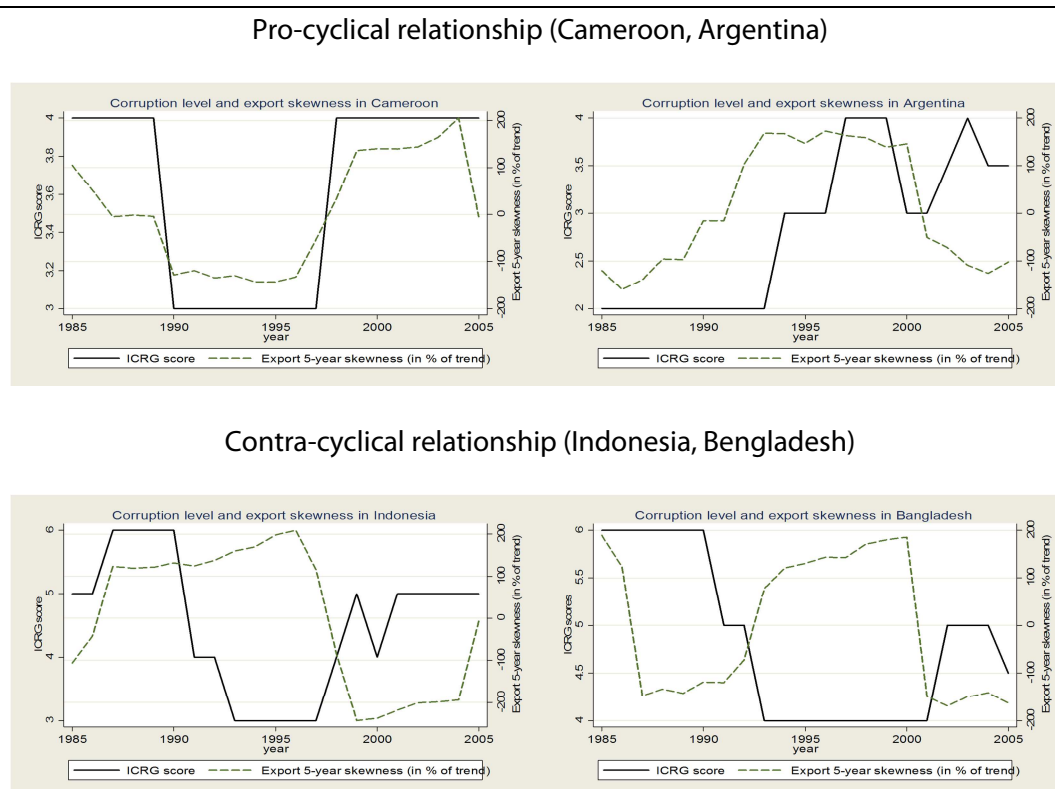 Pro-cyclical relationship (Cameroon, Argentina)
Corruption level and export skewness in Cameroon
4
3.8
3.6
3.4
3.2
3
ICRG score
200
100
0
-100
-200
Export 5-year skewness (in % of trend)
1985 1990 1995 2000 2005
year
ICRG score Export 5-year skewness (in % of trend)
Corruption level and export skewness in Argentina
4
3.5
3
2.5
2
ICRG score
200
100
0
-100
-200
Export 5-year skewness (in % of trend)
1985 1990 1995 2000 2005
year
ICRG score Export 5-year skewness (in % of trend)
Contra-cyclical relationship (Indonesia, Bengladesh)
Corruption level and export skewness in Indonesia
6
5
4
3
ICRG score
200
100
0
-100
-200
Export 5-year skewness (in % of trend)
1985 1990 1995 2000 2005
year
ICRG score Export 5-year skewness (in % of trend)
Corruption level and export skewness in Bangladesh
6
5.5
5
4.5
4
ICRG scores
200
100
0
-100
-200
Export 5-year skewness (in % of trend)
1985 1990 1995 2000 2005
year
ICRG score Export 5-year skewness (in % of trend)